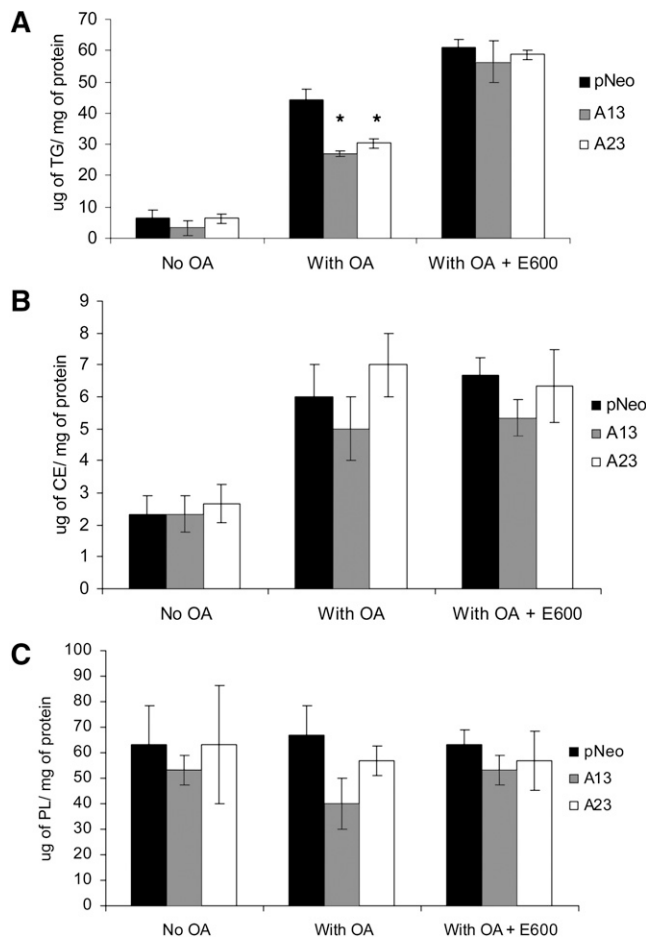 A
ug of TG/ mg of protein
70
60
50
40
30
20
10
0
* *
No OA With OA With OA + E600
pNeo
A13
A23
B
ug of CE/ mg of protein
9
8
7
6
5
4
3
2
1
0
No OA With OA With OA + E600
pNeo
A13
A23
C
ug of PL/ mg of protein
100
90
80
70
60
50
40
30
20
10
0
No OA With OA With OA + E600
pNeo
A13
A23